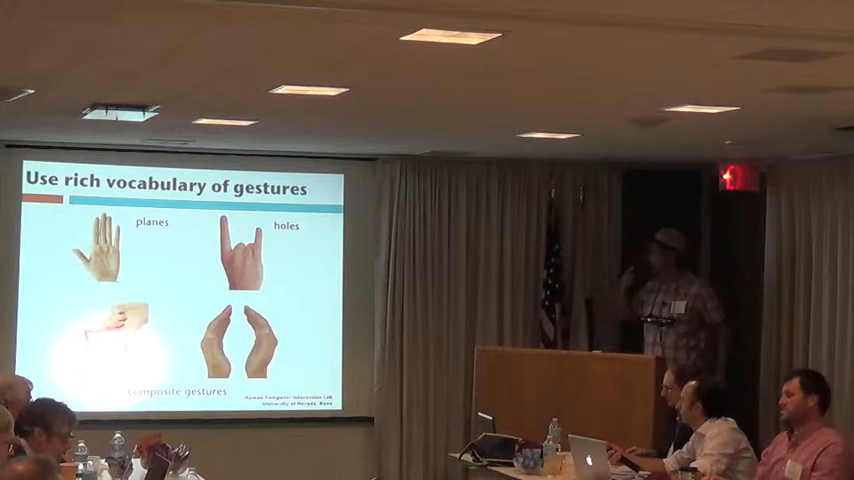 Use rich vocabulary of gestures
planes
holes
composite gestures
Human Computer Interaction Lab
University of Nevada, Reno